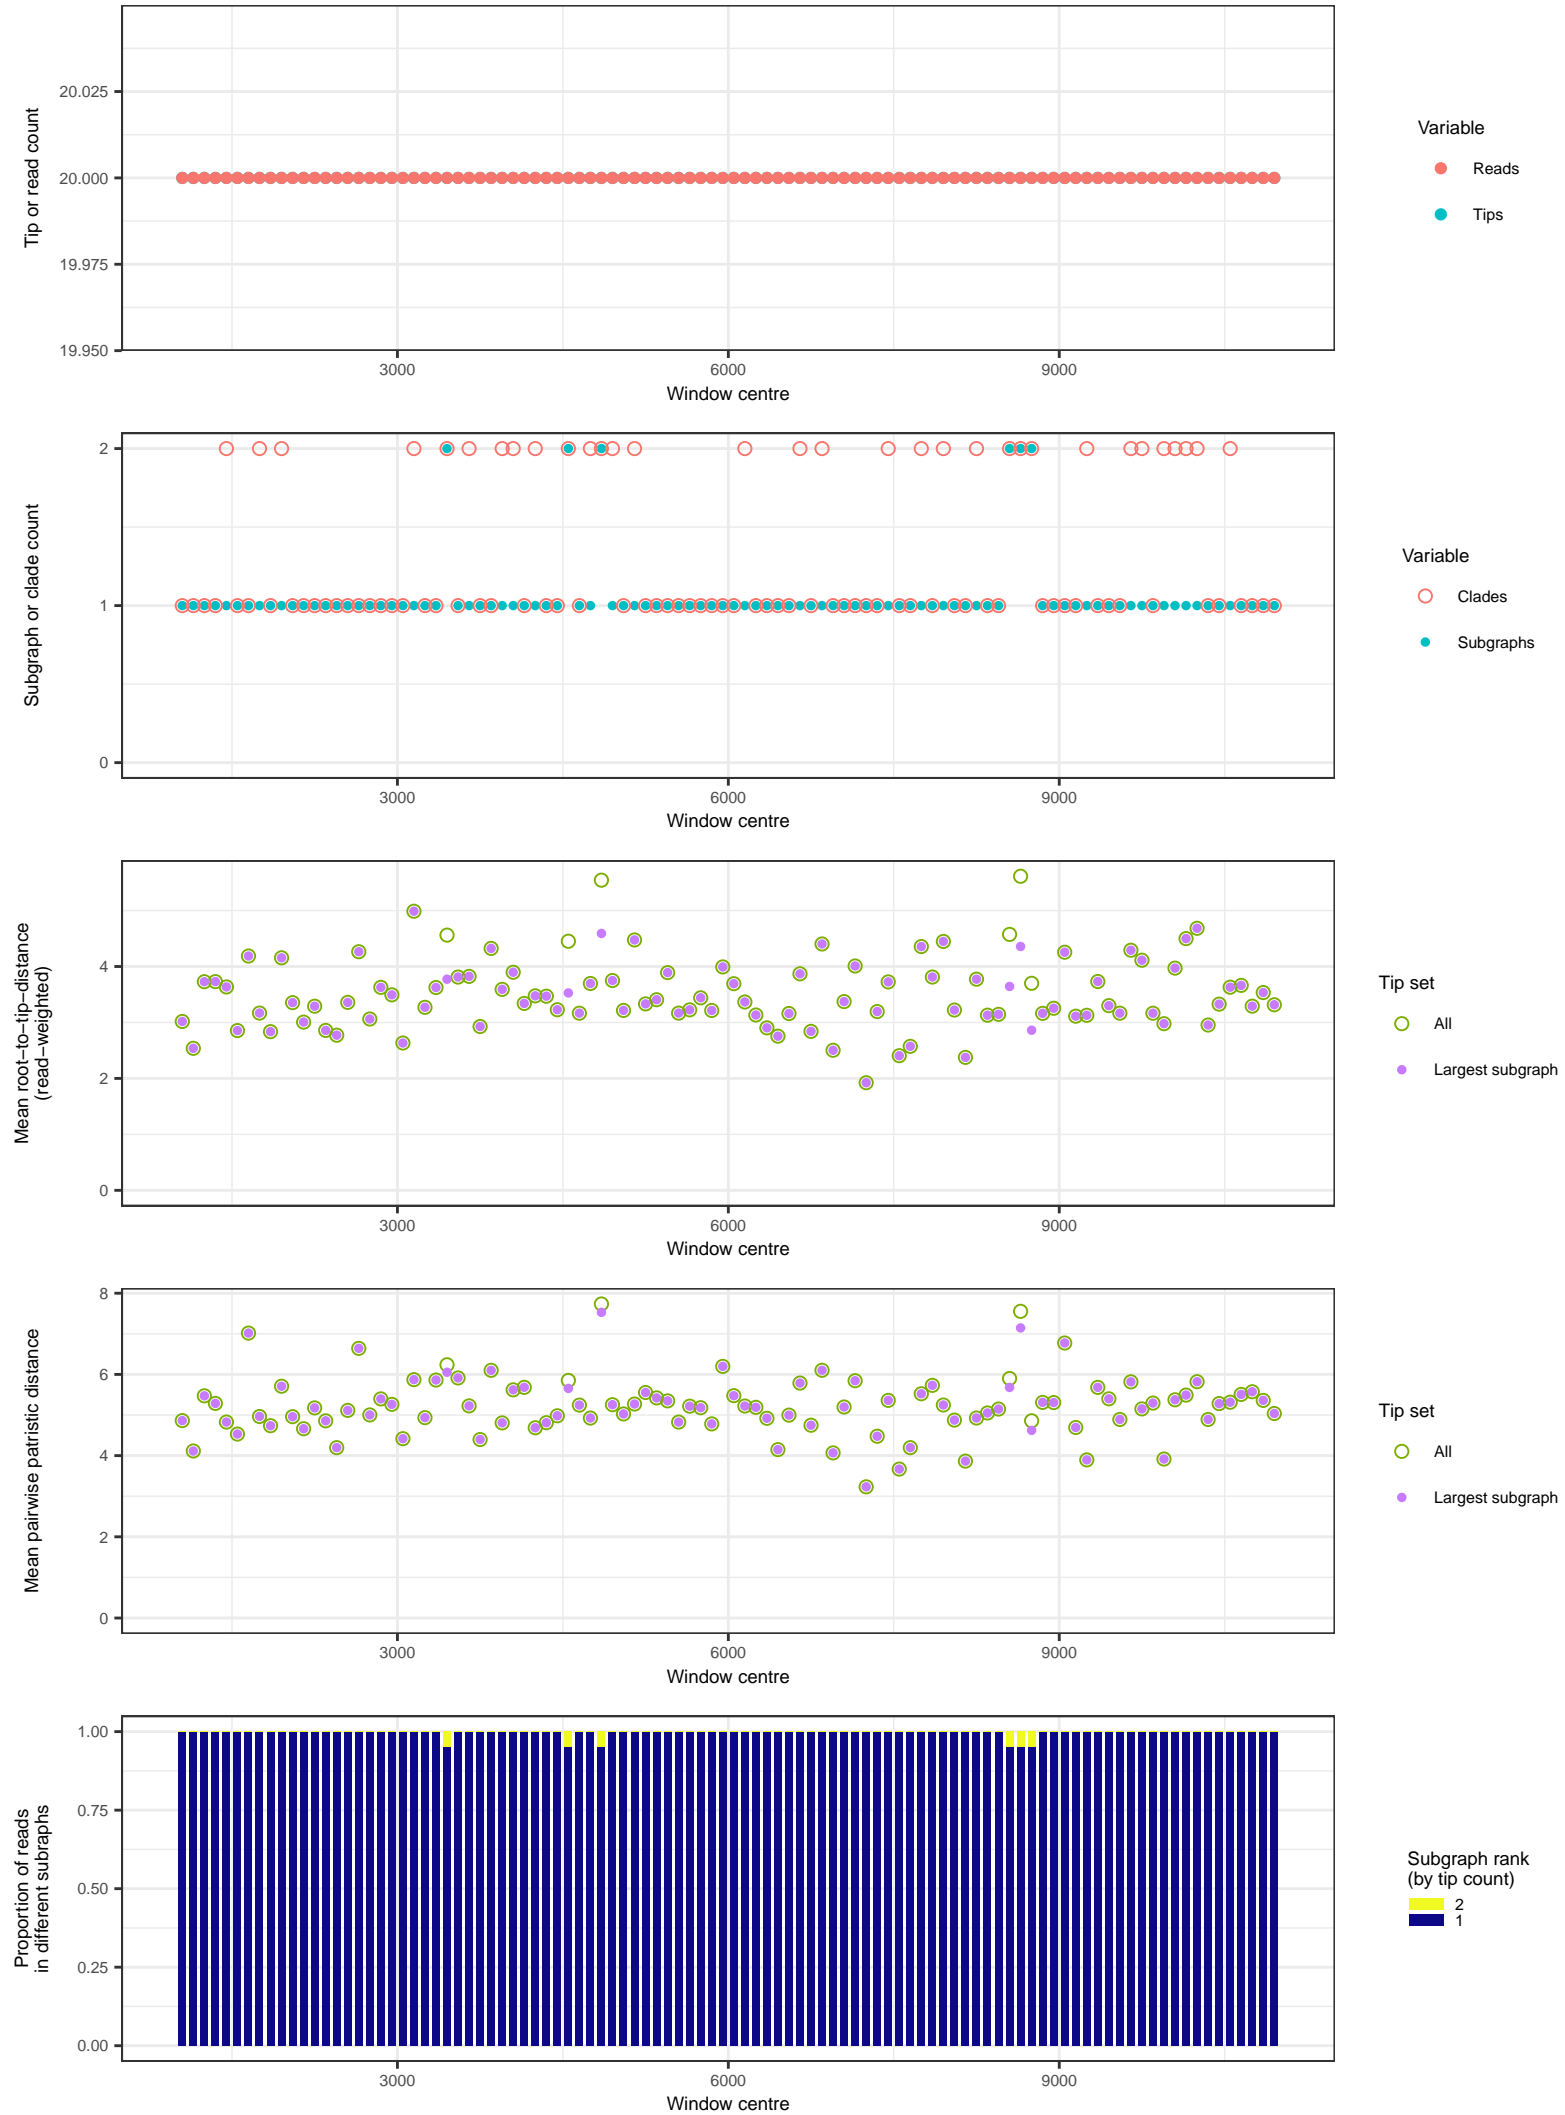 Tip or read count
20.025
20.000
19.975
19.950
3000
6000
9000
Window centre
Variable
Reads
Tips
Subgraph or clade count
2
1
0
3000
6000
9000
Window centre
Variable
Clades
Subgraphs
Mean root−to−tip−distance
(read−weighted)
4
2
0
3000
6000
9000
Window centre
Tip set
All
Largest subgraph
Mean pairwise patristic distance
8
6
4
2
0
3000
6000
9000
Window centre
Tip set
All
Largest subgraph
Proportion of reads
in different subraphs
1.00
0.75
0.50
0.25
0.00
3000
6000
9000
Window centre
Subgraph rank
(by tip count)
2
1